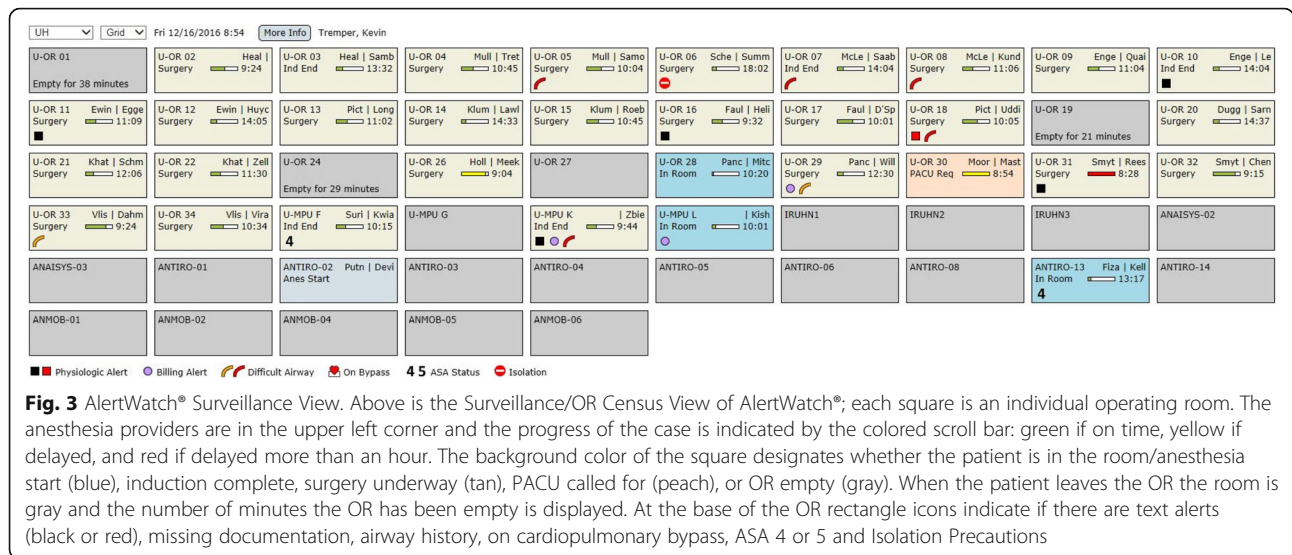 UH Grid Fri 12/16/2016 8:54 More Info Tremper, Kevin
U-OR 01
Empty for 38 minutes
U-OR 02 Heal |
Surgery 9:24
U-OR 03 Heal | Samb
Ind End 13:32
U-OR 04 Mull | Tret
Surgery 10:45
U-OR 05 Mull | Samo
Surgery 10:04
U-OR 06 Sche | Summ
Surgery 18:02
U-OR 07 McLe | Saab
Ind End 14:04
U-OR 08 McLe | Kund
Surgery 11:06
U-OR 09 Enge | Quai
Surgery 11:04
U-OR 10 Enge | Le
Ind End 14:04
U-OR 11 Ewin | Egge
Surgery 11:09
U-OR 12 Ewin | Huyc
Surgery 14:05
U-OR 13 Pict | Long
Surgery 11:02
U-OR 14 Klum | Lawl
Surgery 14:33
U-OR 15 Klum | Roeb
Surgery 10:45
U-OR 16 Faul | Heli
Surgery 9:32
U-OR 17 Faul | D'Sp
Surgery 10:01
U-OR 18 Pict | Uddi
Surgery 10:05
U-OR 19
Empty for 21 minutes
U-OR 20 Dugg | Sarn
Surgery 14:37
U-OR 21 Khat | Schm
Surgery 12:06
U-OR 22 Khat | Zell
Surgery 11:30
U-OR 24
Empty for 29 minutes
U-OR 26 Holl | Meek
Surgery 9:04
U-OR 27
U-OR 28 Panc | Mitc
In Room 10:20
U-OR 29 Panc | Will
Surgery 12:30
U-OR 30 Moor | Mast
PACU Req 8:54
U-OR 31 Smyt | Rees
Surgery 8:28
U-OR 32 Smyt | Chen
Surgery 9:15
U-OR 33 Vlis | Dahm
Surgery 9:24
U-OR 34 Vlis | Vira
Surgery 10:34
U-MPU F Suri | Kwia
Ind End 10:15
4
U-MPU G
U-MPU K | Zbie
Ind End 9:44
U-MPU L | Kish
In Room 10:01
IRUHN1
IRUHN2
IRUHN3
ANAISYS-02
ANAISYS-03
ANTIRO-01
ANTIRO-02 Putn | Devi
Anes Start
ANTIRO-03
ANTIRO-04
ANTIRO-05
ANTIRO-06
ANTIRO-08
ANTIRO-13 Fiza | Kell
In Room 13:17
4
ANTIRO-14
ANMOB-01
ANMOB-02
ANMOB-04
ANMOB-05
ANMOB-06
Physiologic Alert Billing Alert Difficult Airway On Bypass 4 5 ASA Status Isolation
Fig. 3 AlertWatch® Surveillance View. Above is the Surveillance/OR Census View of AlertWatch®; each square is an individual operating room. The
anesthesia providers are in the upper left corner and the progress of the case is indicated by the colored scroll bar: green if on time, yellow if
delayed, and red if delayed more than an hour. The background color of the square designates whether the patient is in the room/anesthesia
start (blue), induction complete, surgery underway (tan), PACU called for (peach), or OR empty (gray). When the patient leaves the OR the room is
gray and the number of minutes the OR has been empty is displayed. At the base of the OR rectangle icons indicate if there are text alerts
(black or red), missing documentation, airway history, on cardiopulmonary bypass, ASA 4 or 5 and Isolation Precautions